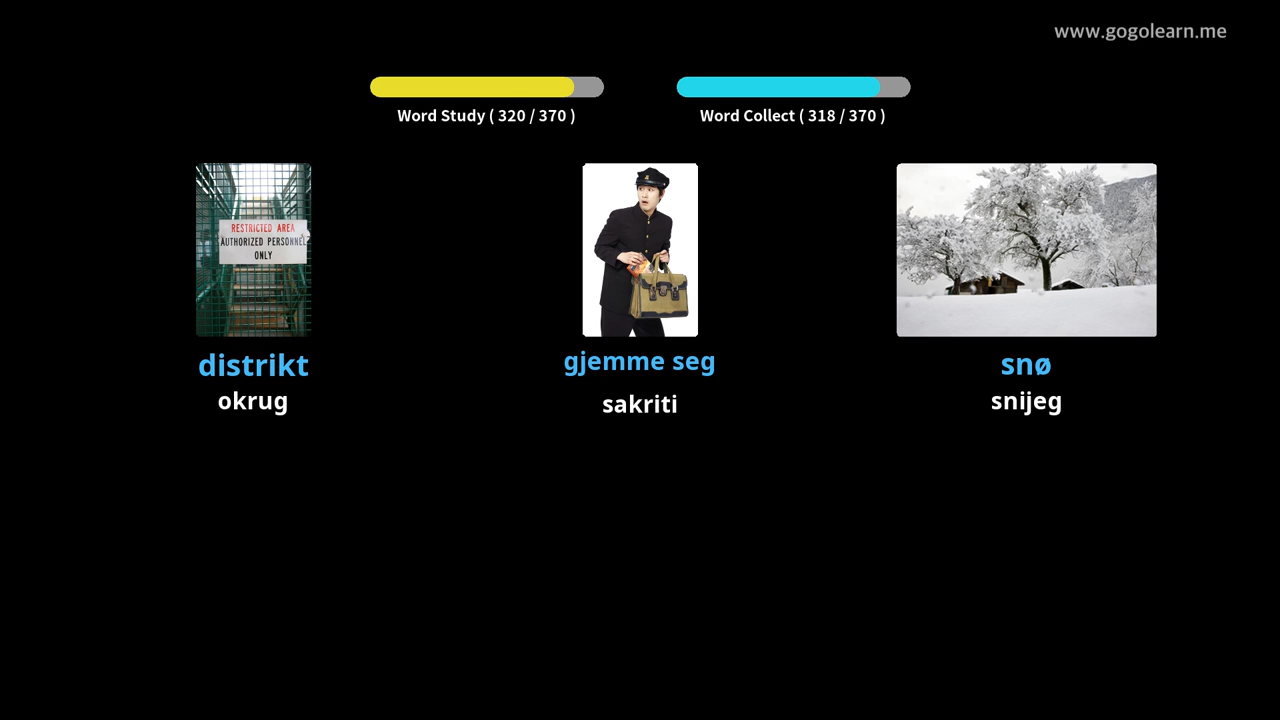 www.gogolearn.me
Word Study ( 320 / 370 )
Word Collect ( 318 / 370 )
RESTRICTED AREA
AUTHORIZED PERSONNEL
ONLY
distrikt
okrug
gjemme seg
sakriti
snø
snijeg